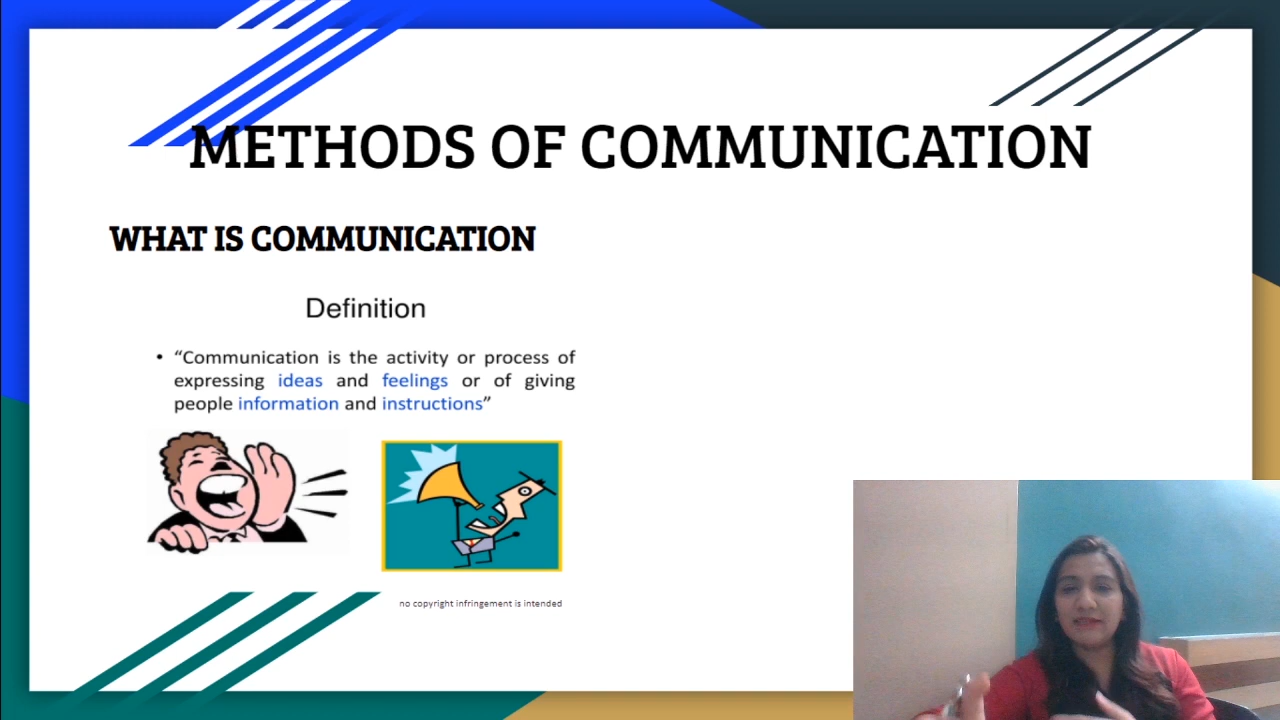 METHODS OF COMMUNICATION
WHAT IS COMMUNICATION
Definition
• “Communication is the activity or process of
expressing ideas and feelings or of giving
people information and instructions”
no copyright infringement is intended